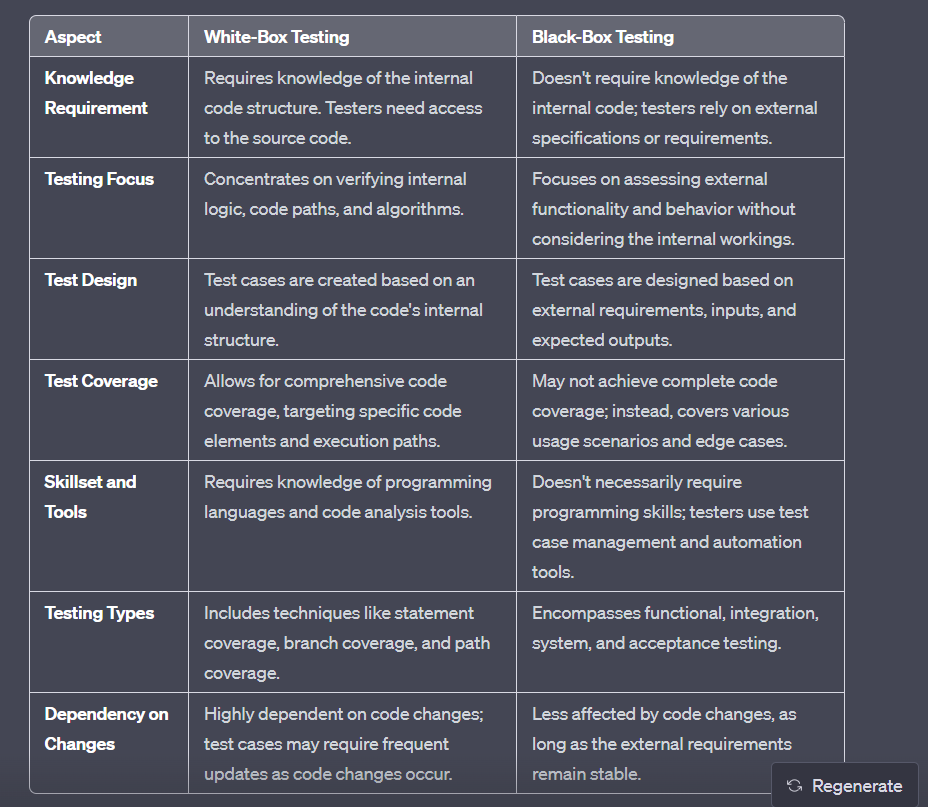 Aspect White-Box Testing Black-Box Testing
Knowledge Requires knowledge of the internal Doesn't require knowledge of the
Requirement code structure. Testers need access internal code; testers rely on external
to the source code. specifications or requirements.
Testing Focus Concentrates on verifying internal Focuses on assessing external
logic, code paths, and algorithms. functionality and behavior without
considering the internal workings.
Test Design Test cases are created based on an Test cases are designed based on
understanding of the code's internal external requirements, inputs, and
structure. expected outputs.
Test Coverage Allows for comprehensive code May not achieve complete code
coverage, targeting specific code coverage; instead, covers various
elements and execution paths. usage scenarios and edge cases.
Skillset and Requires knowledge of programming Doesn't necessarily require
Tools languages and code analysis tools. programming skills; testers use test
case management and automation
tools.
Testing Types Includes techniques like statement Encompasses functional, integration,
coverage, branch coverage, and path system, and acceptance testing.
coverage.
Dependency on Highly dependent on code changes; Less affected by code changes, as
Changes test cases may require frequent long as the external requirements
updates as code changes occur. remain stable.
Regenerate